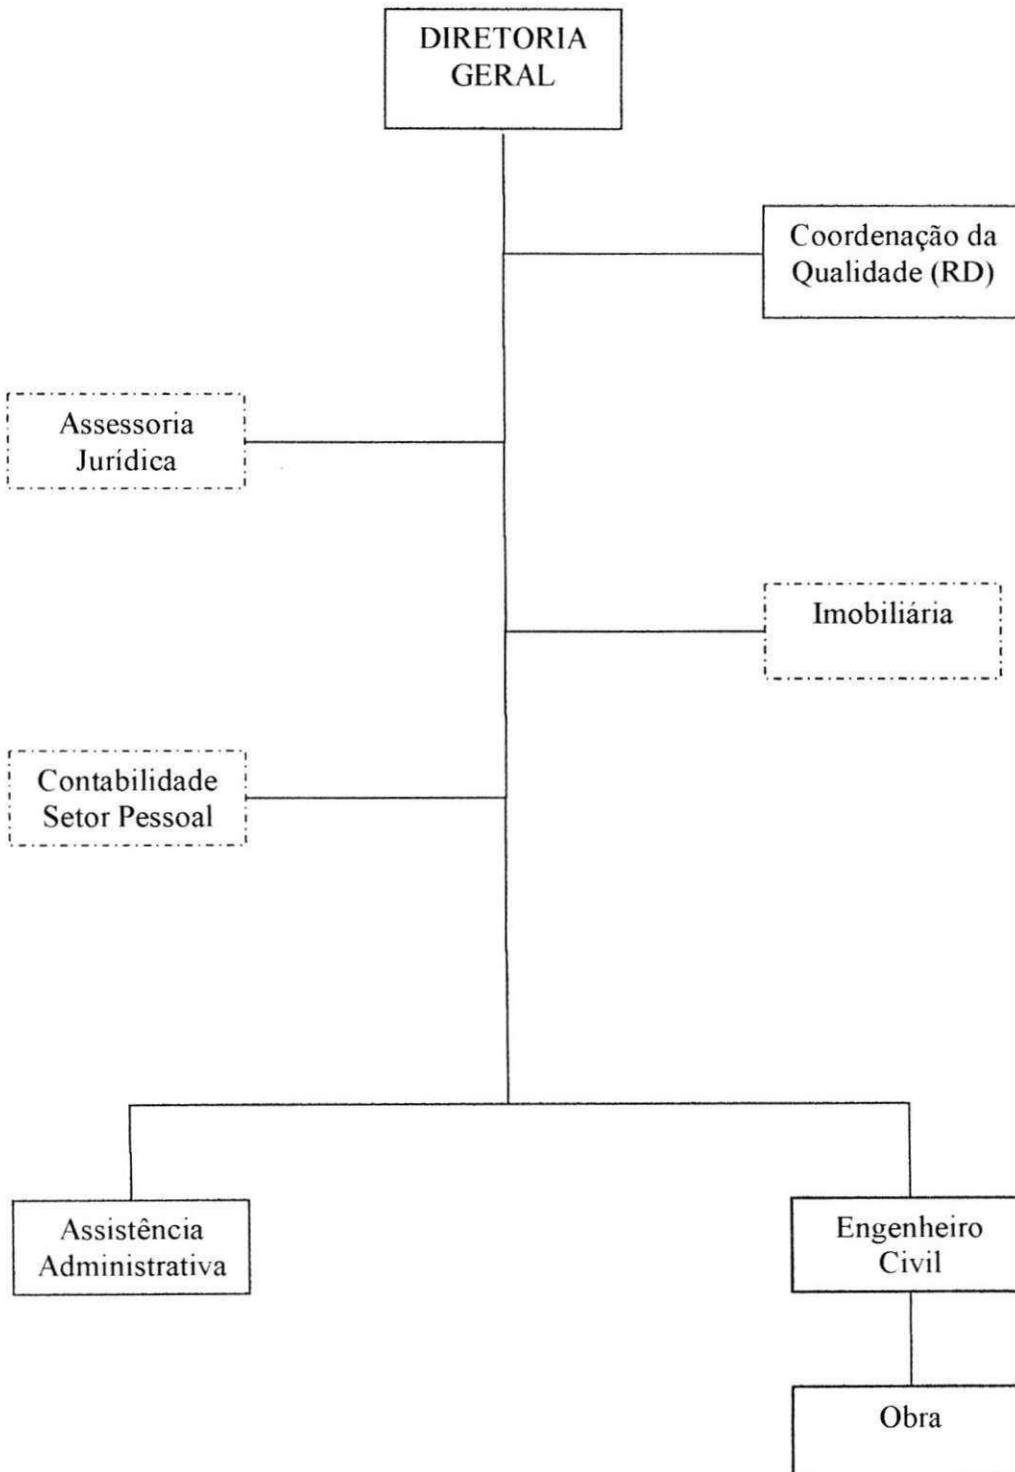 DIRETORIA
GERAL
Coordenação da
Qualidade (RD)
Assessoria
Jurídica
Imobiliária
Contabilidade
Setor Pessoal
Assistência
Administrativa
Engenheiro
Civil
Obra